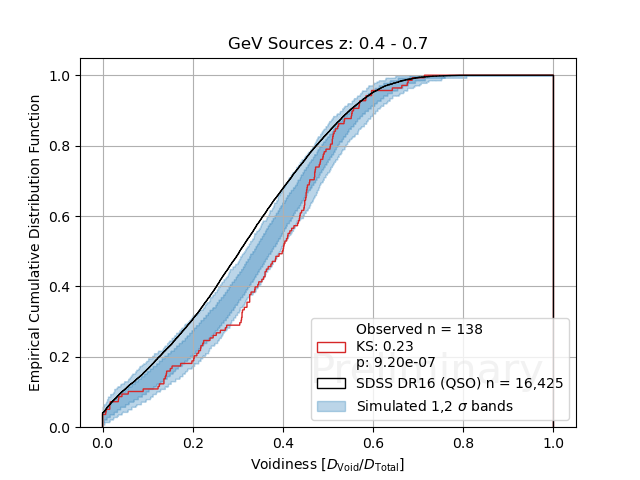 GeV Sources z: 0.4 - 0.7
Empirical Cumulative Distribution Function
1.0
0.8
0.6
0.4
0.2
0.0
Observed n = 138
KS: 0.23
p: 9.20e-07
SDSS DR16 (QSO) n = 16,425
Simulated 1,2 σ bands
Preliminary
0.0 0.2 0.4 0.6 0.8 1.0
Voidiness [D_Void/D_Total]